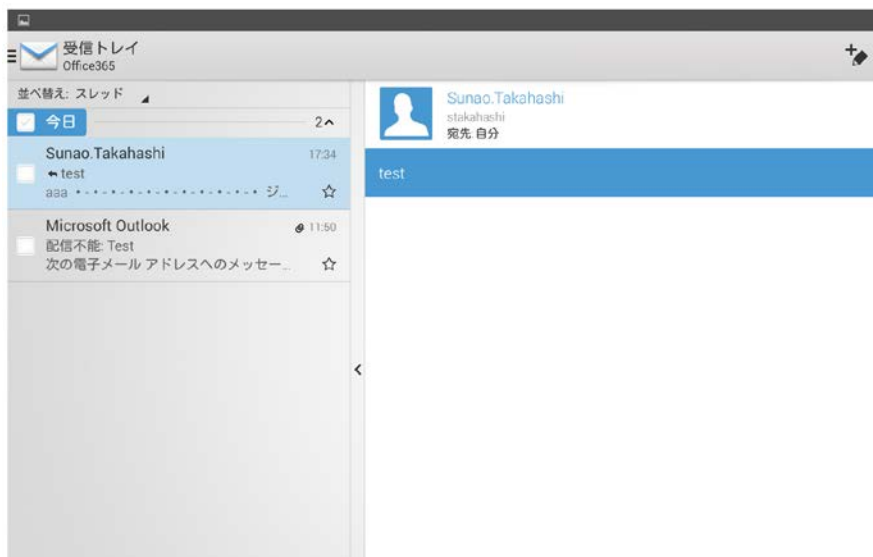 受信トレイ
Office365
並べ替え: スレッド
今日 2
Sunao.Takahashi 17:34
test
aaa •-•-•-•-•-•-•-•-•-•-• ジ...
Microsoft Outlook 11:50
配信不能: Test
次の電子メール アドレスへのメッセー...
Sunao.Takahashi
stakahashi
宛先 自分
test